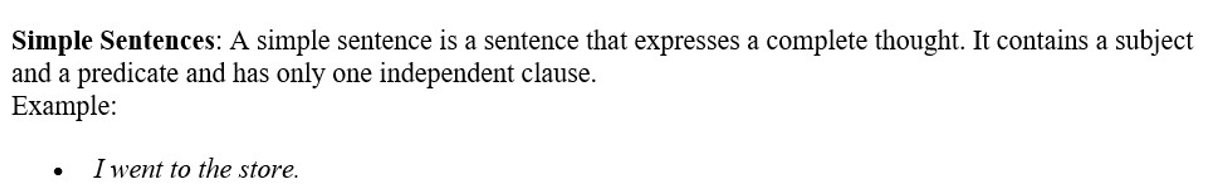 Simple Sentences: A simple sentence is a sentence that expresses a complete thought. It contains a subject
and a predicate and has only one independent clause.
Example:
• I went to the store.